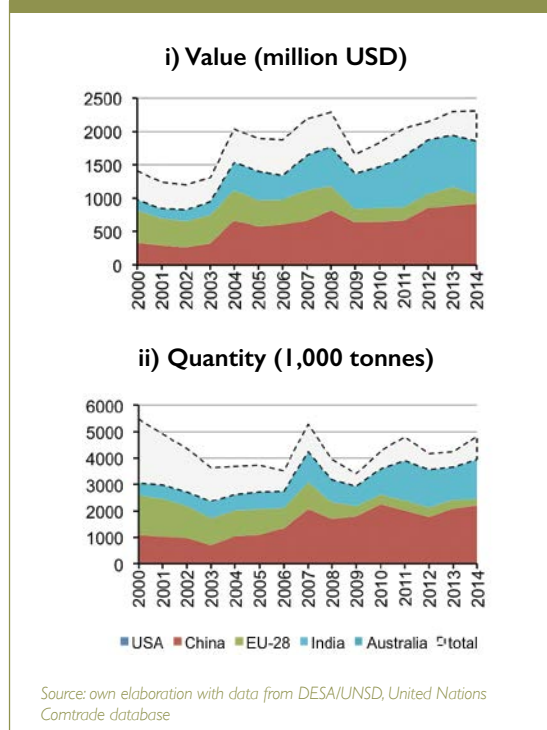 i) Value (million USD)
2500
2000
1500
1000
500
0
2000 2001 2002 2003 2004 2005 2006 2007 2008 2009 2010 2011 2012 2013 2014
ii) Quantity (1,000 tonnes)
6000
5000
4000
3000
2000
1000
0
2000 2001 2002 2003 2004 2005 2006 2007 2008 2009 2010 2011 2012 2013 2014
USA China EU-28 India Australia total
Source: own elaboration with data from DESA/UNSD, United Nations
Comtrade database